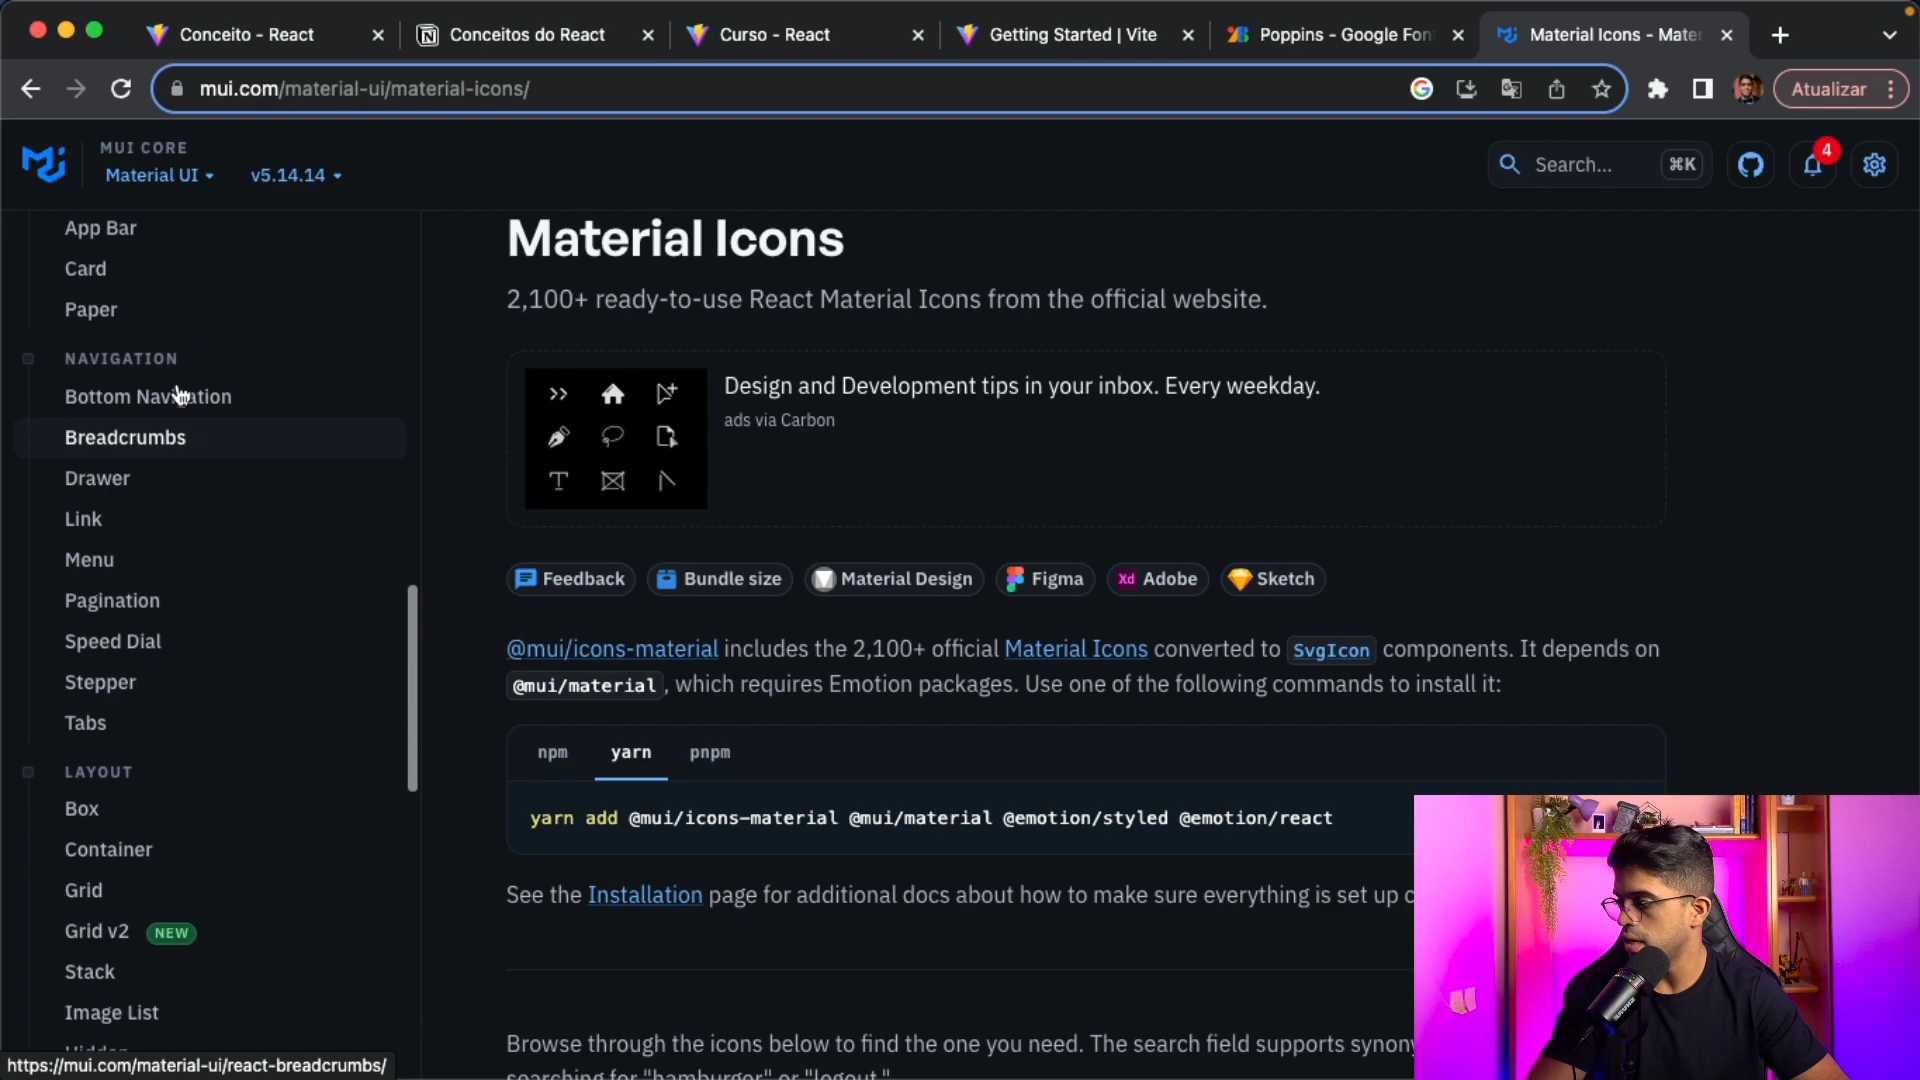 Conceito - React
Conceitos do React
Curso - React
Getting Started | Vite
Poppins - Google Fon
Material Icons - Mater
mui.com/material-ui/material-icons/
Atualizar
MUI CORE
Material UI
v5.14.14
Search...
⌘K
4
App Bar
Card
Paper
NAVIGATION
Bottom Navigation
Breadcrumbs
Drawer
Link
Menu
Pagination
Speed Dial
Stepper
Tabs
LAYOUT
Box
Container
Grid
Grid v2 NEW
Stack
Image List
Hidden
https://mui.com/material-ui/react-breadcrumbs/
Material Icons
2,100+ ready-to-use React Material Icons from the official website.
Design and Development tips in your inbox. Every weekday.
ads via Carbon
Feedback
Bundle size
Material Design
Figma
Xd Adobe
Sketch
@mui/icons-material includes the 2,100+ official Material Icons converted to SvgIcon components. It depends on
@mui/material, which requires Emotion packages. Use one of the following commands to install it:
npm yarn pnpm
yarn add @mui/icons-material @mui/material @emotion/styled @emotion/react
See the Installation page for additional docs about how to make sure everything is set up c
Browse through the icons below to find the one you need. The search field supports synony
searching for "hamburger" or "logout."